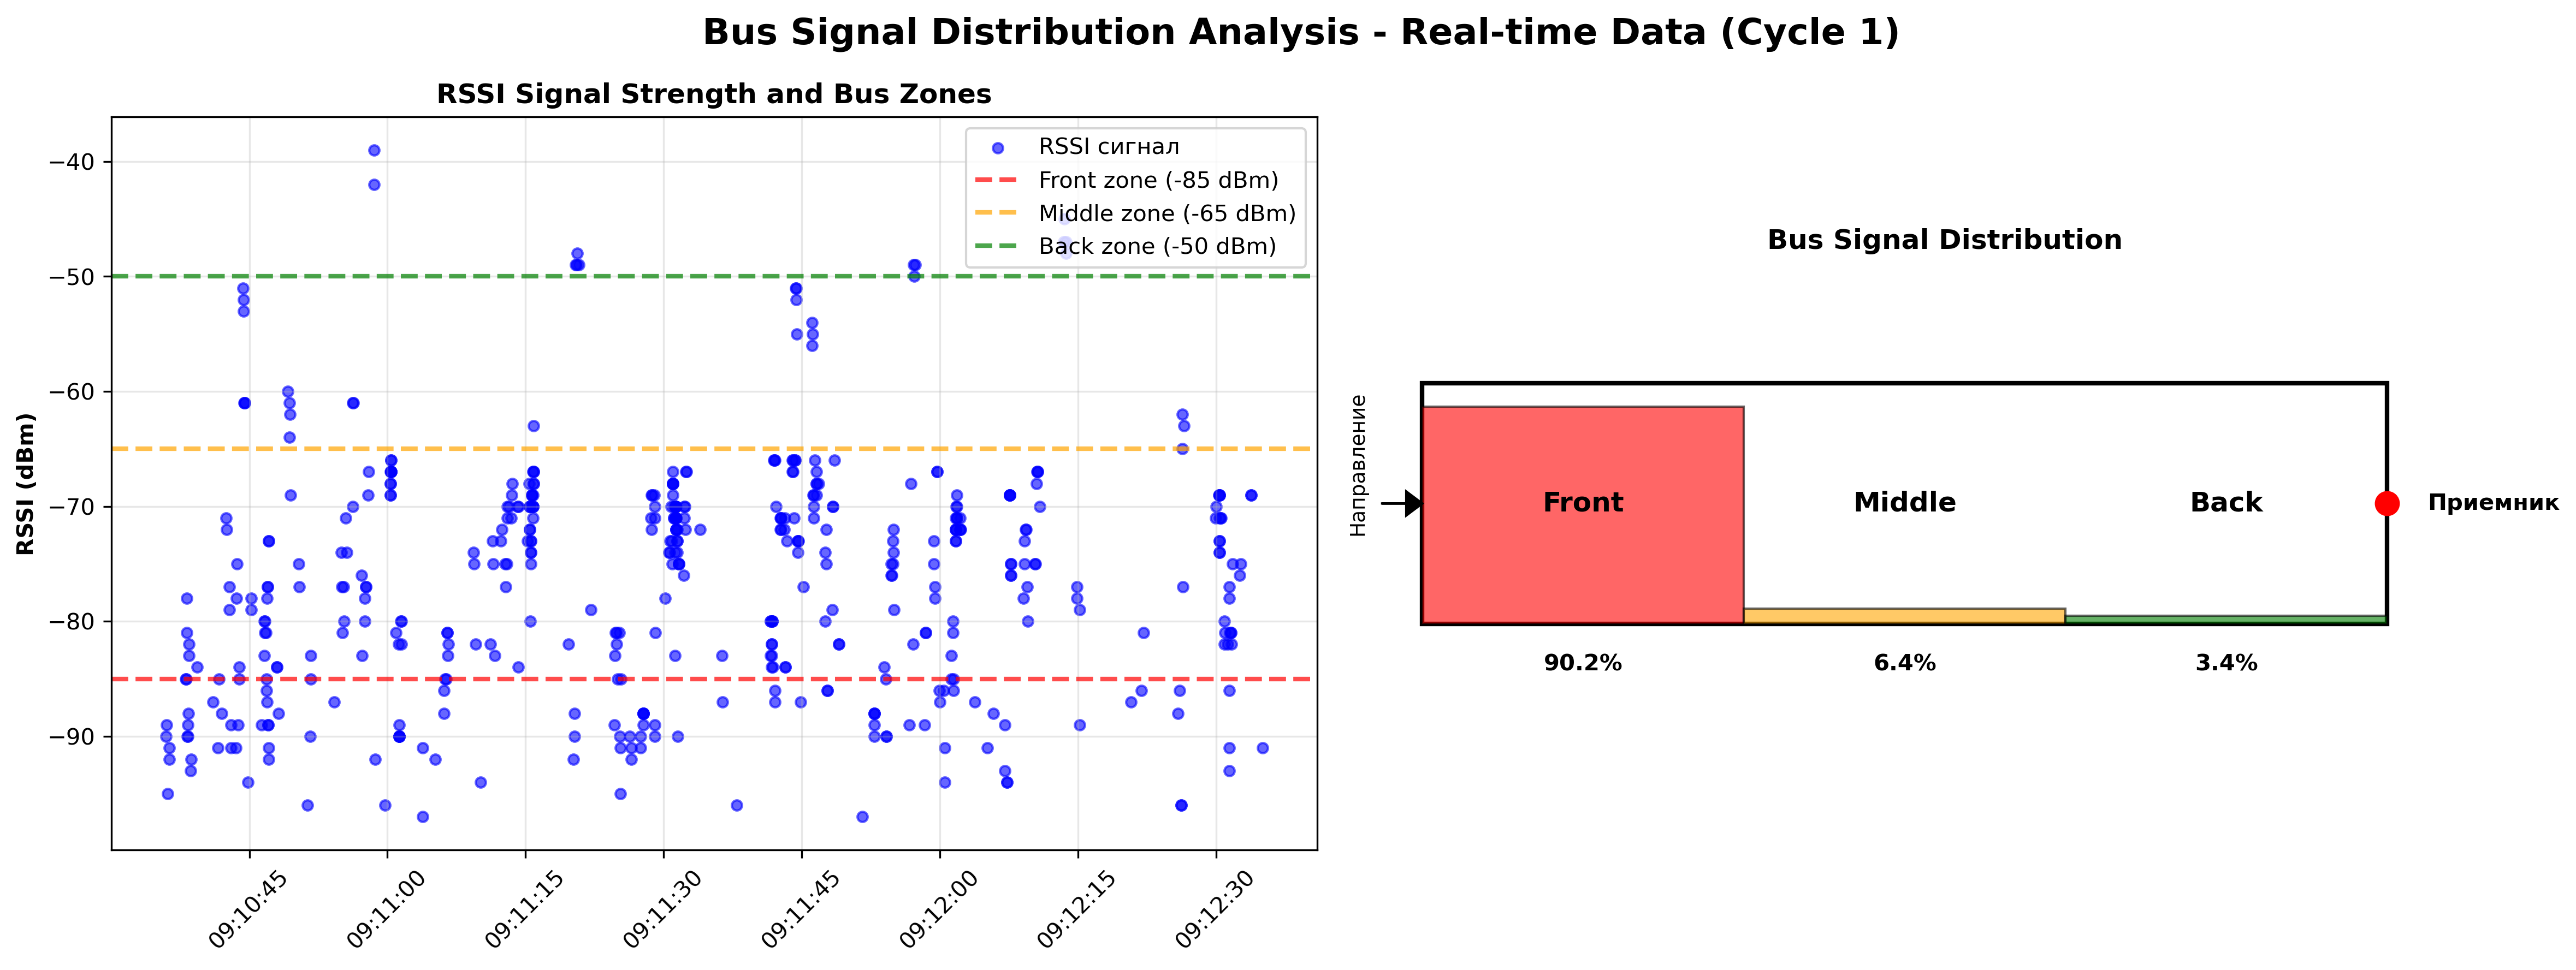 Bus Signal Distribution Analysis - Real-time Data (Cycle 1)
RSSI Signal Strength and Bus Zones
RSSI (dBm)
−40
−50
−60
−70
−80
−90
RSSI сигнал
Front zone (-85 dBm)
Middle zone (-65 dBm)
Back zone (-50 dBm)
09:10:45
09:11:00
09:11:15
09:11:30
09:11:45
09:12:00
09:12:15
09:12:30
Bus Signal Distribution
Направление
Front
Middle
Back
Приемник
90.2%
6.4%
3.4%